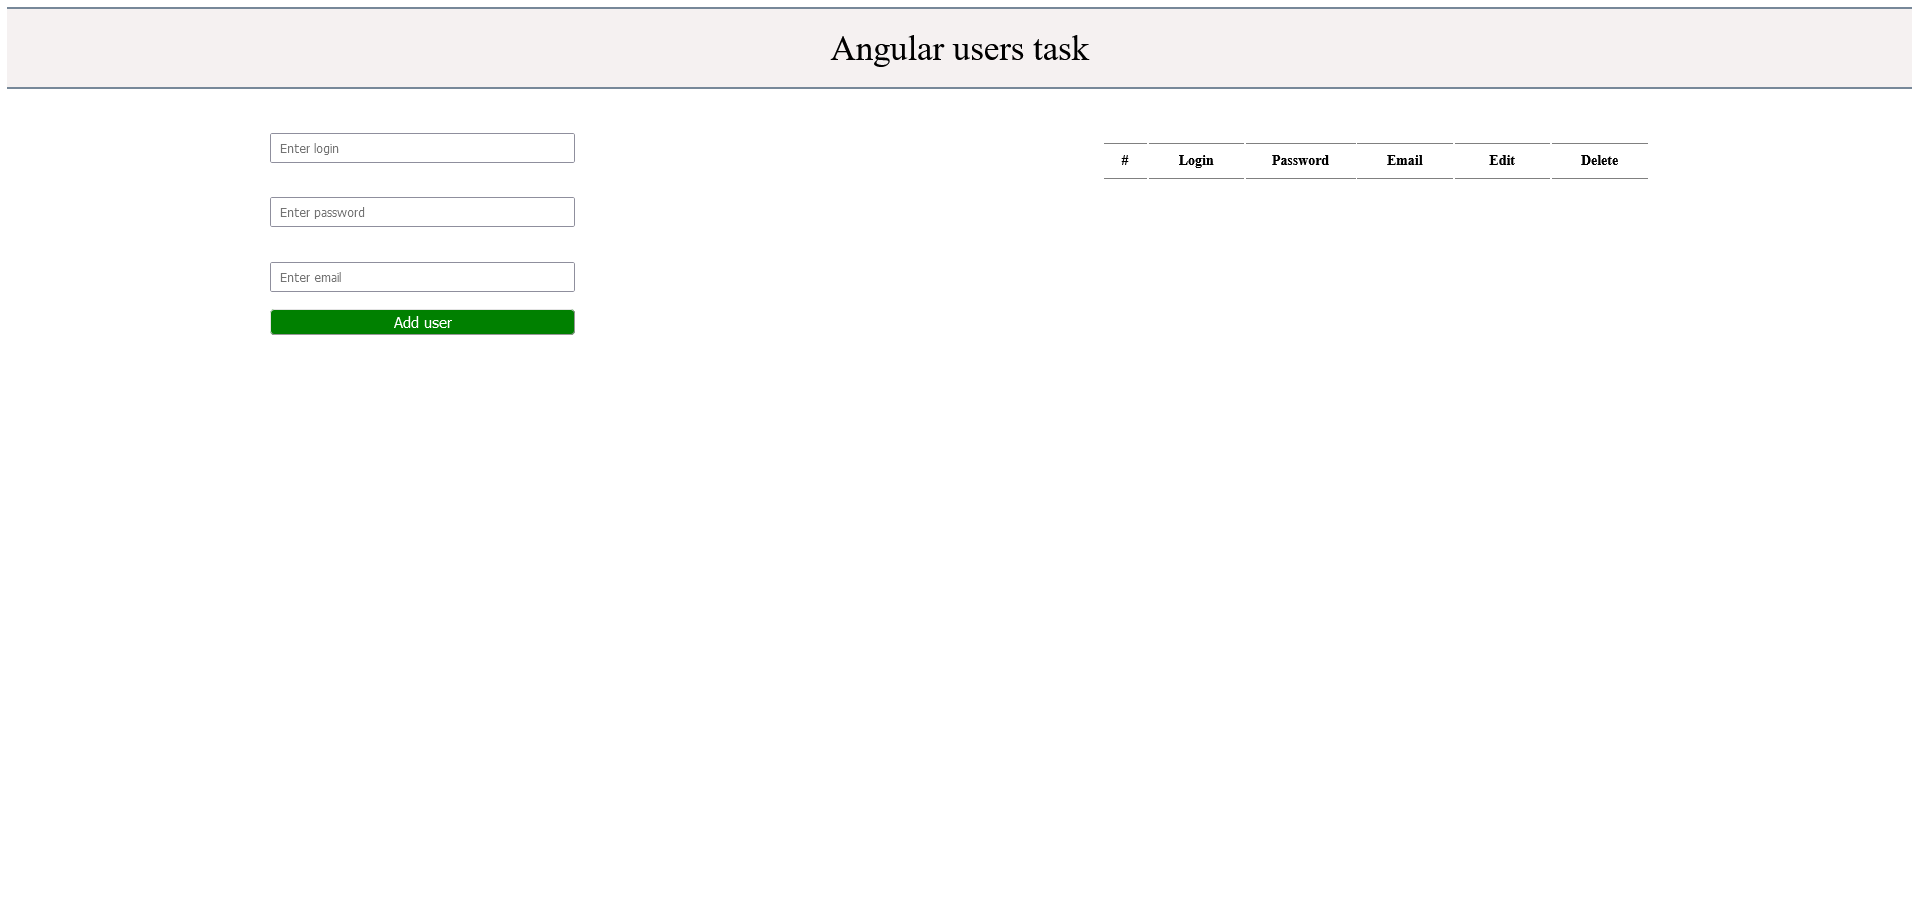 Angular users task
Enter login
Enter password
Enter email
Add user
# Login Password Email Edit Delete